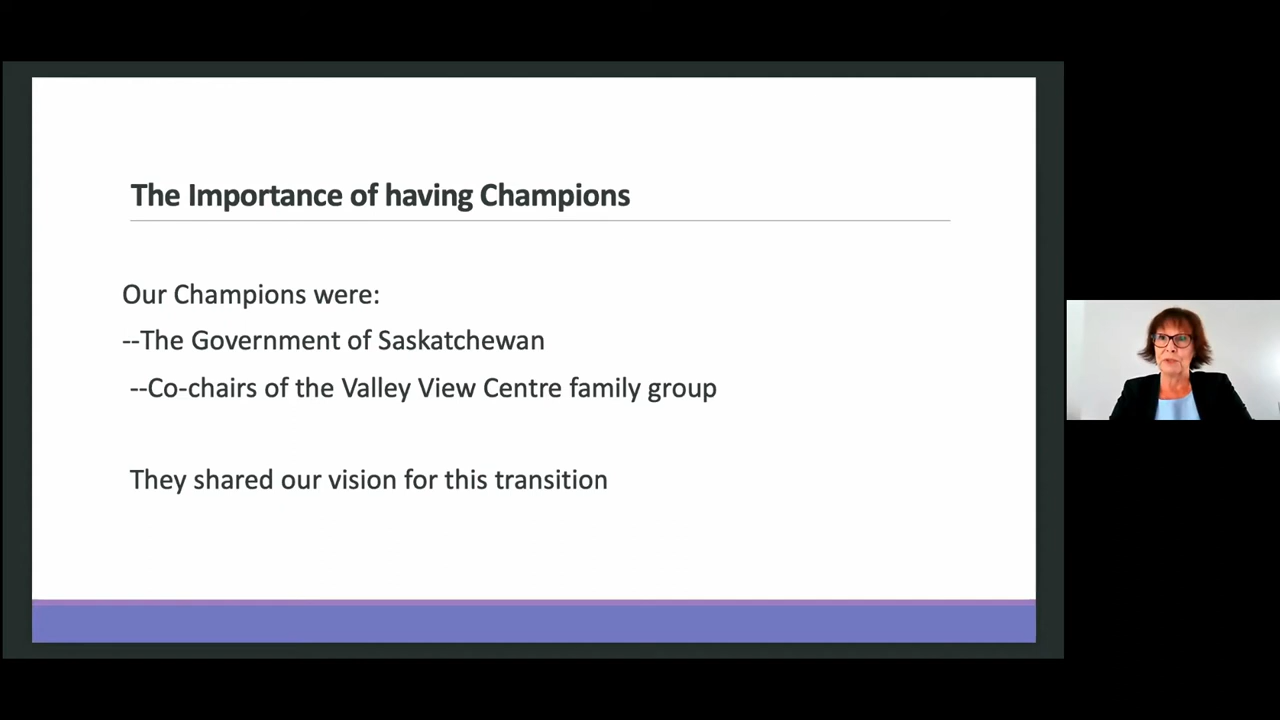 The Importance of having Champions
Our Champions were:
--The Government of Saskatchewan
--Co-chairs of the Valley View Centre family group
They shared our vision for this transition